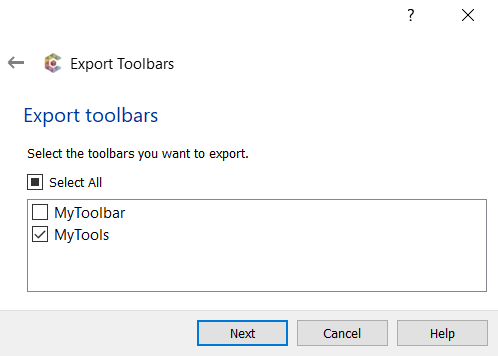 ?
Export Toolbars
Export toolbars
Select the toolbars you want to export.
Select All
MyToolbar
MyTools
Next Cancel Help